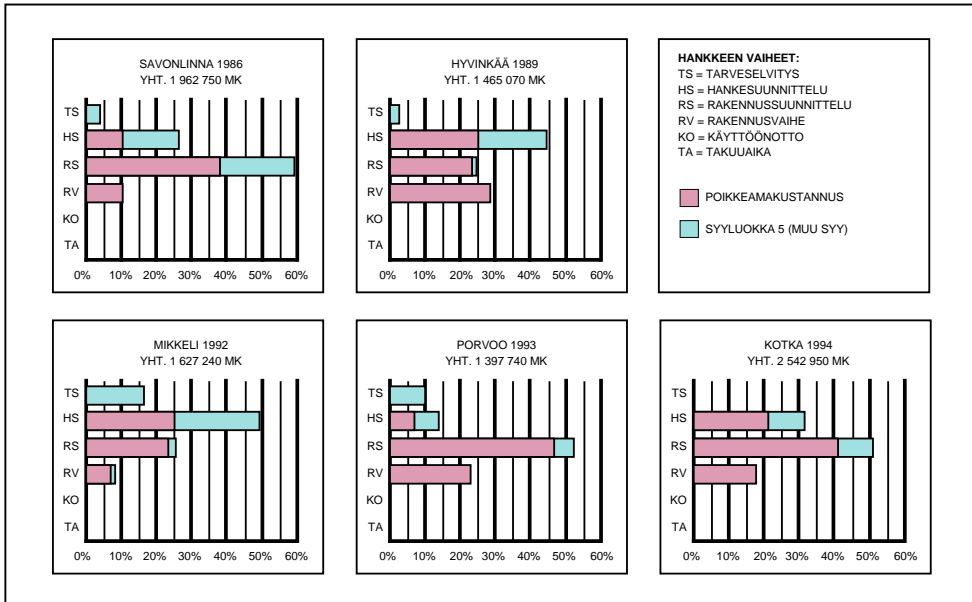 SAVONLINNA 1986
YHT. 1 962 750 MK
TS
HS
RS
RV
KO
TA
0% 10% 20% 30% 40% 50% 60%
HYVINKÄÄ 1989
YHT. 1 465 070 MK
TS
HS
RS
RV
KO
TA
0% 10% 20% 30% 40% 50% 60%
HANKKEEN VAIHEET:
TS = TARVESELVITYS
HS = HANKESUUNNITTELU
RS = RAKENNUSSUUNNITTELU
RV = RAKENNUSVAIHE
KO = KÄYTTÖÖNOTTO
TA = TAKUUAIKA
POIKKEAMAKUSTANNUS
SYYLUOKKA 5 (MUU SYY)
MIKKELI 1992
YHT. 1 627 240 MK
TS
HS
RS
RV
KO
TA
0% 10% 20% 30% 40% 50% 60%
PORVOO 1993
YHT. 1 397 740 MK
TS
HS
RS
RV
KO
TA
0% 10% 20% 30% 40% 50% 60%
KOTKA 1994
YHT. 2 542 950 MK
TS
HS
RS
RV
KO
TA
0% 10% 20% 30% 40% 50% 60%